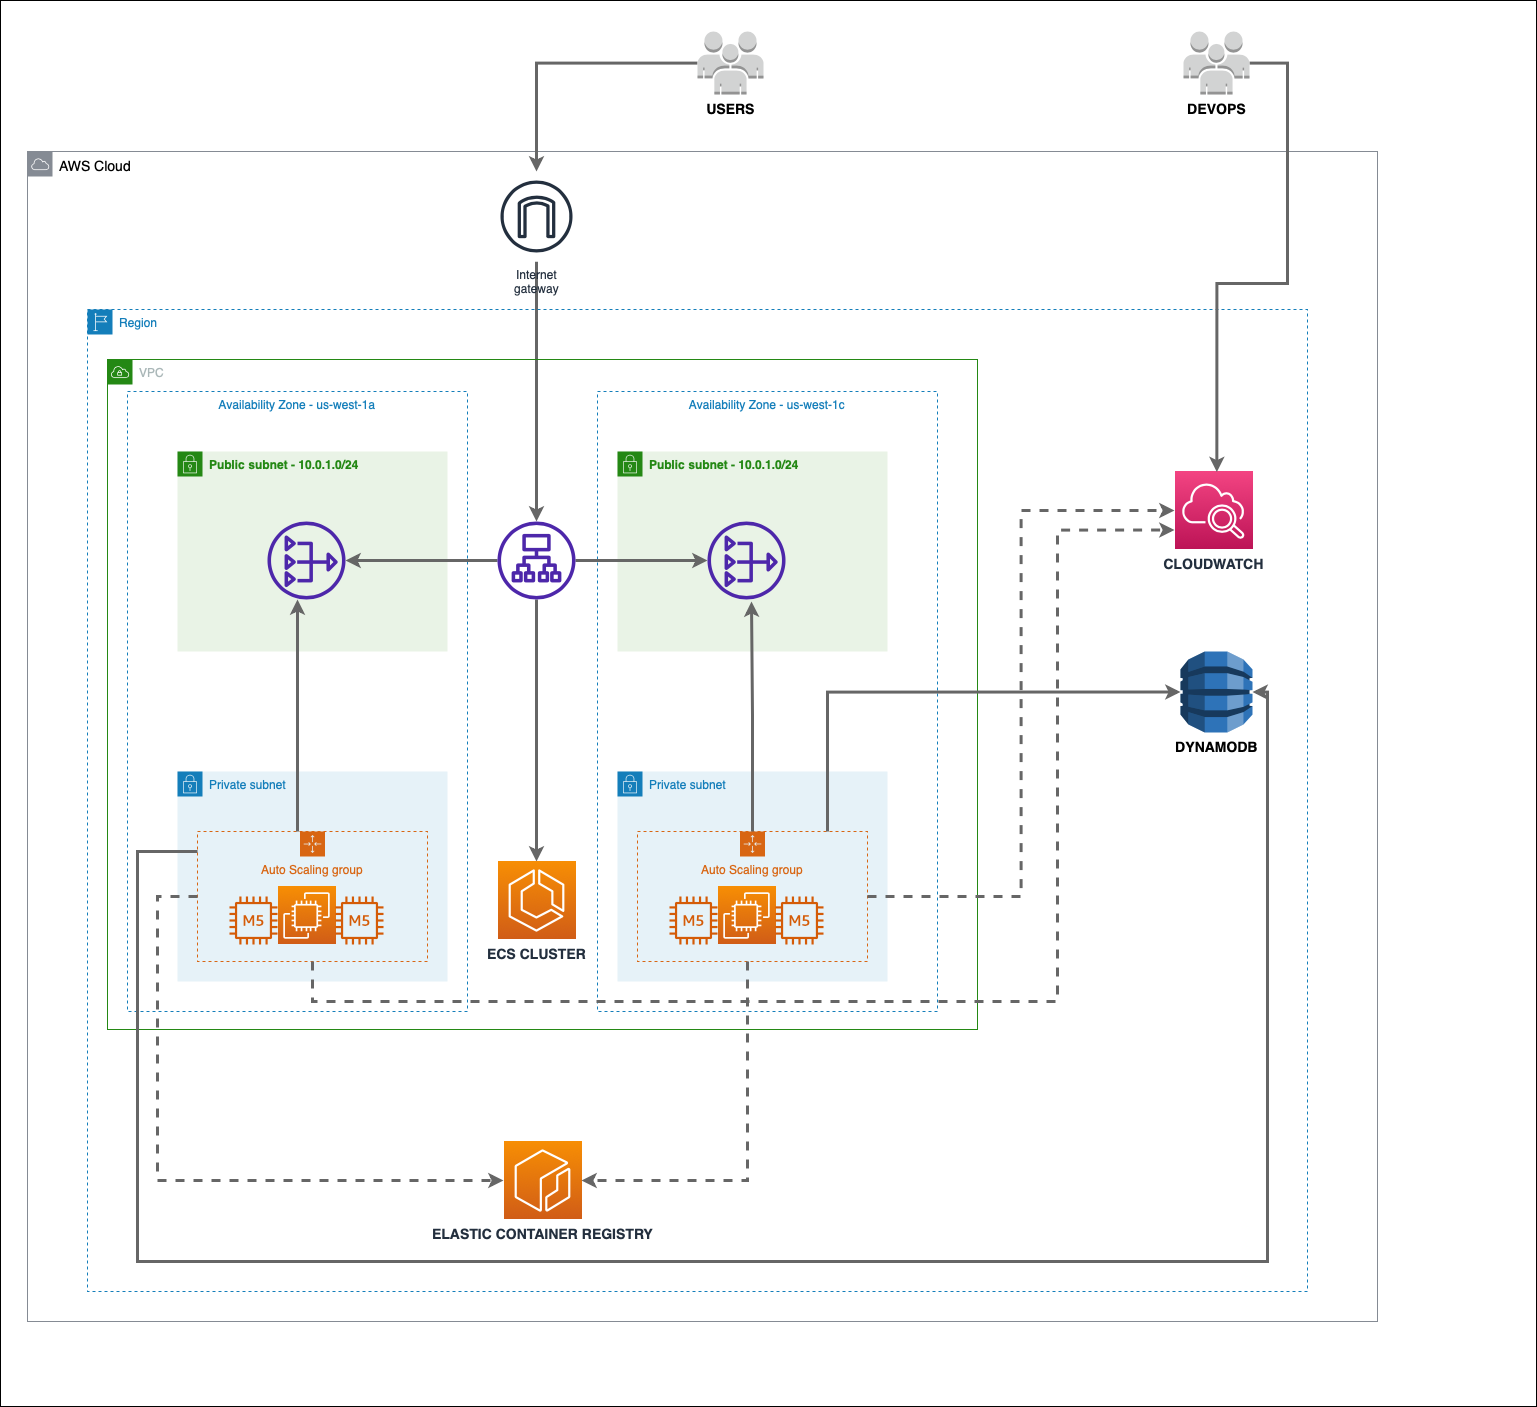 USERS
DEVOPS
AWS Cloud
Internet
gateway
Region
VPC
Availability Zone - us-west-1a
Availability Zone - us-west-1c
Public subnet - 10.0.1.0/24
Public subnet - 10.0.1.0/24
CLOUDWATCH
DYNAMODB
Private subnet
Private subnet
Auto Scaling group
Auto Scaling group
M5
M5
M5
M5
ECS CLUSTER
ELASTIC CONTAINER REGISTRY